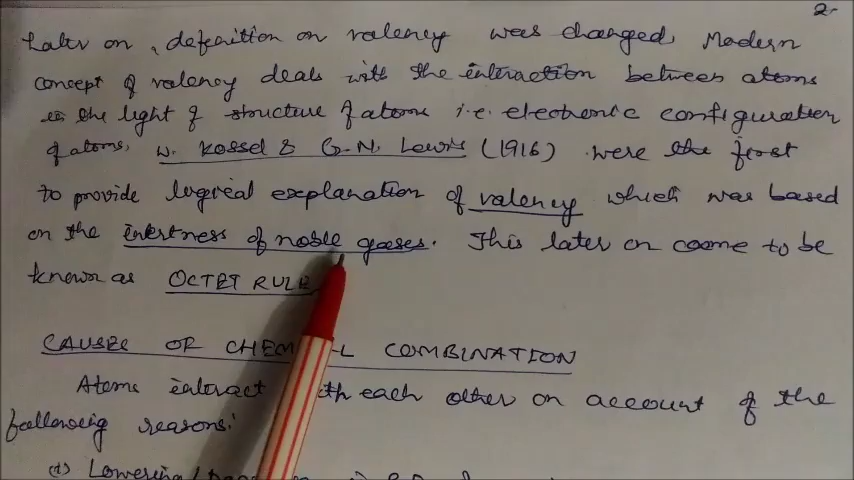 2.
Later on, defenition on valency was changed. Modern
concept of valency deals with the interaction between atoms
in the light of structure of atoms i.e. electronic configuration
of atoms. W. Kossel & G.N. Lewis (1916) were the first
to provide logical explanation of valency which was based
on the inertness of noble gases. This later on came to be
known as OCTET RULE
CAUSES OF COMBINATION
Atoms interact each other on account of the
following reasons:
(i) Lowering